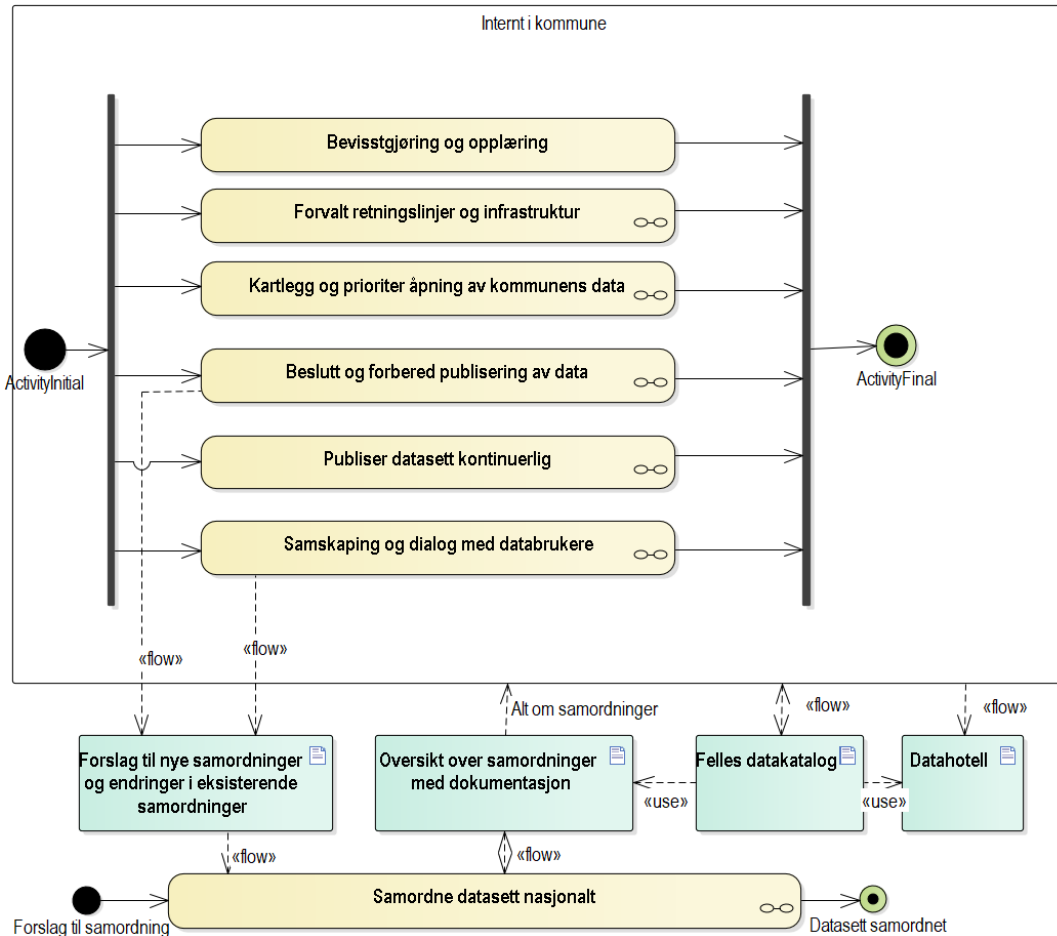 Internt i kommune
Bevisstgjøring og opplæring
Forvalt retningslinjer og infrastruktur
Kartlegg og prioriter åpning av kommunens data
ActivityInitial
Beslutt og forbered publisering av data
ActivityFinal
Publiser datasett kontinuerlig
Samskaping og dialog med databrukere
«flow»
«flow»
Alt om samordninger
«flow»
«flow»
Forslag til nye samordninger
og endringer i eksisterende
samordninger
Oversikt over samordninger
med dokumentasjon
Felles datakatalog
Datahotell
«use»
«use»
«flow»
«flow»
Samordne datasett nasjonalt
Forslag til samordning
Datasett samordnet